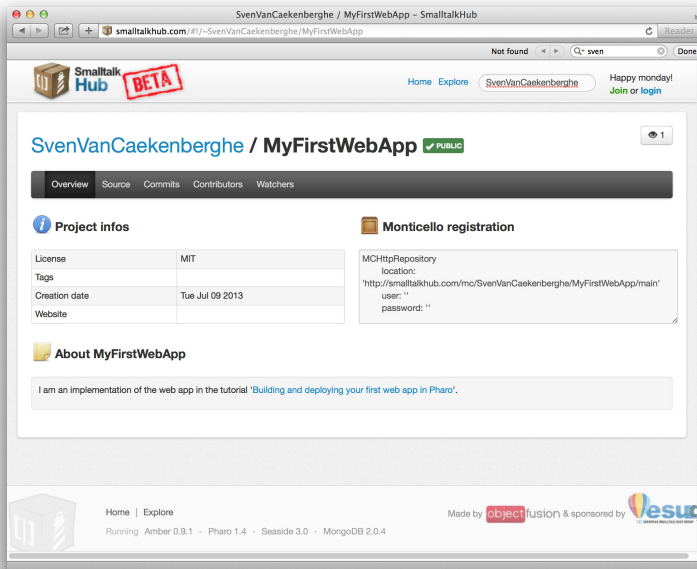 SvenVanCaekenberghe / MyFirstWebApp – SmalltalkHub
smalltalkhub.com/#!/~SvenVanCaekenberghe/MyFirstWebApp
Reader
Not found
sven
Done
Smalltalk
Hub
BETA
Home Explore
SvenVanCaekenberghe
Happy monday!
Join or login
SvenVanCaekenberghe / MyFirstWebApp PUBLIC
1
Overview Source Commits Contributors Watchers
Project infos
License MIT
Tags
Creation date Tue Jul 09 2013
Website
Monticello registration
MCHttpRepository
location:
'http://smalltalkhub.com/mc/SvenVanCaekenberghe/MyFirstWebApp/main'
user: ''
password: ''
About MyFirstWebApp
I am an implementation of the web app in the tutorial 'Building and deploying your first web app in Pharo'.
Home | Explore
Made by objectfusion & sponsored by
Running Amber 0.9.1 - Pharo 1.4 - Seaside 3.0 - MongoDB 2.0.4